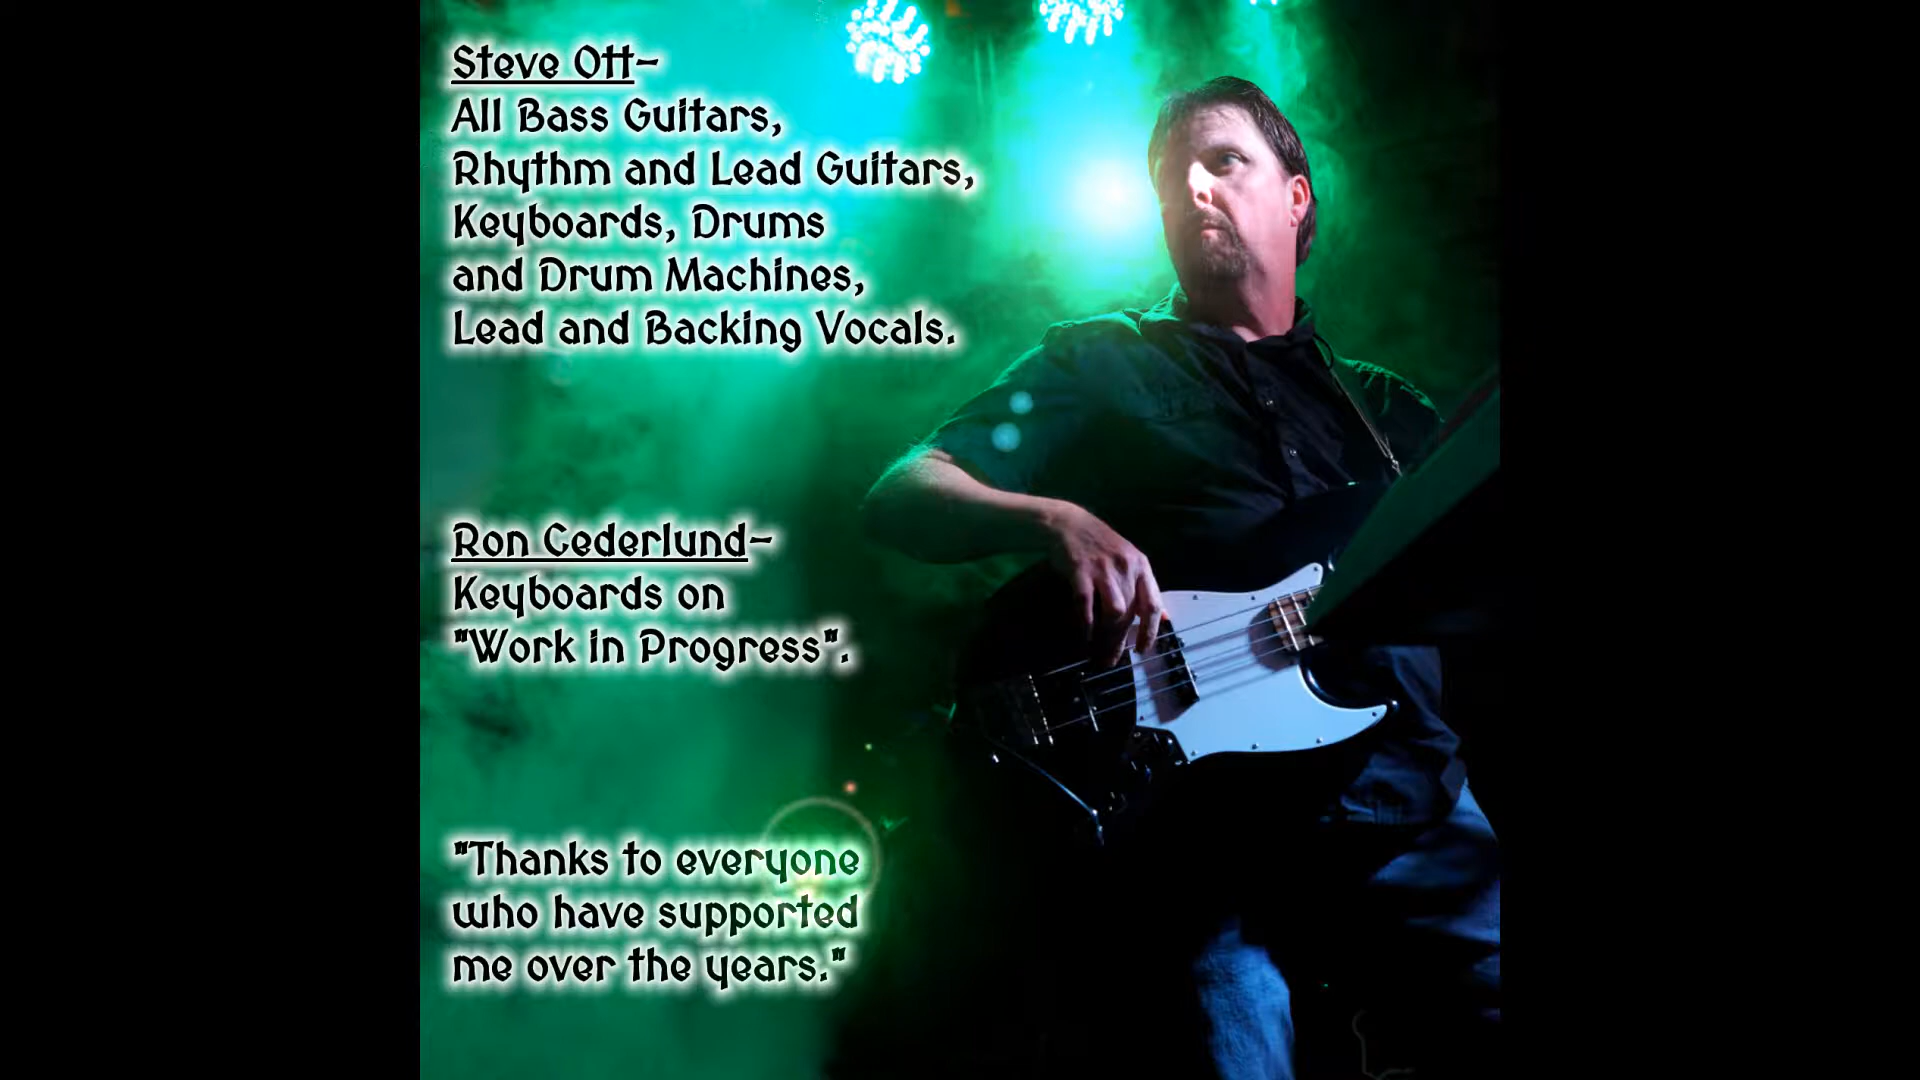 Steve Ott-
All Bass Guitars,
Rhythm and Lead Guitars,
Keyboards, Drums
and Drum Machines,
Lead and Backing Vocals.
Ron Cederlund-
Keyboards on
"Work in Progress".
"Thanks to everyone
who have supported
me over the years."